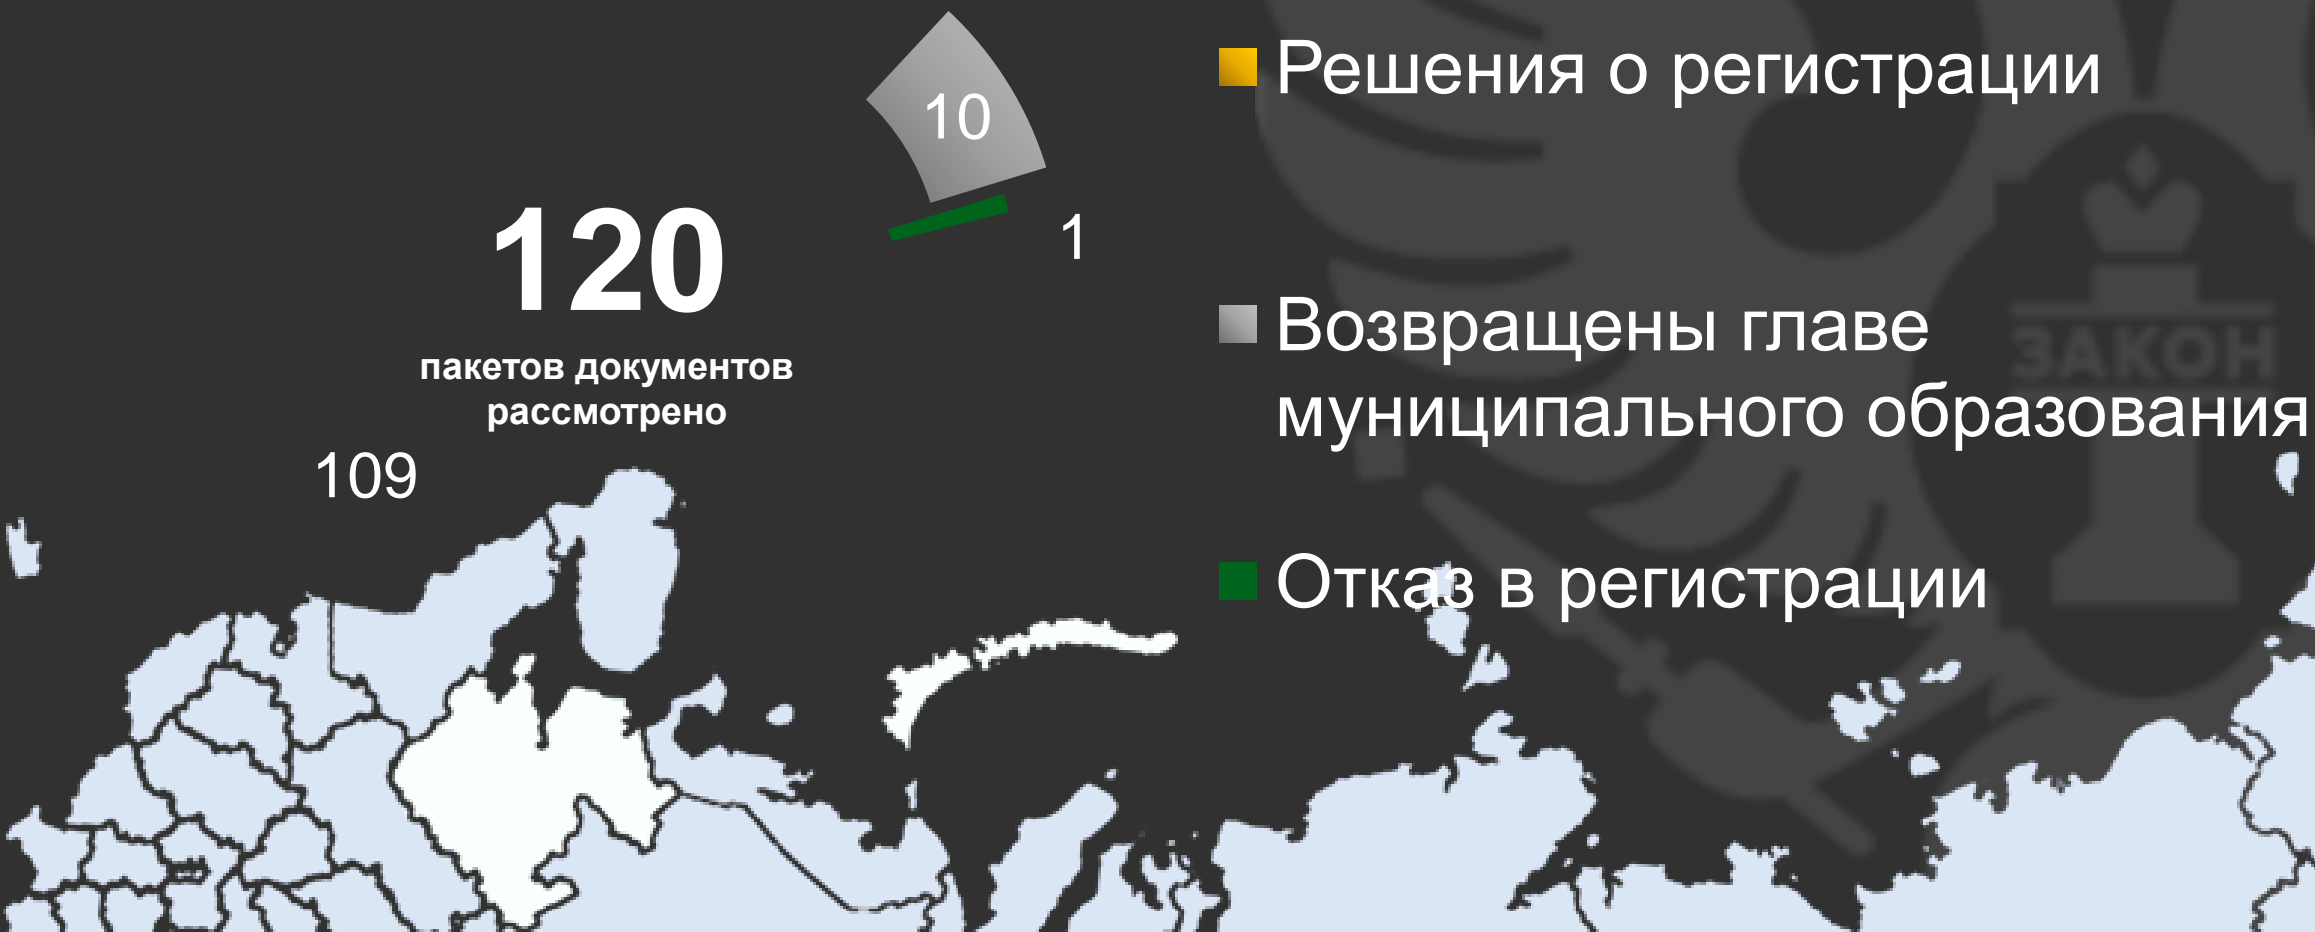 10
1
120
пакетов документов
рассмотрено
109
Решения о регистрации
Возвращены главе
муниципального образования
Отказ в регистрации
ЗАКОН